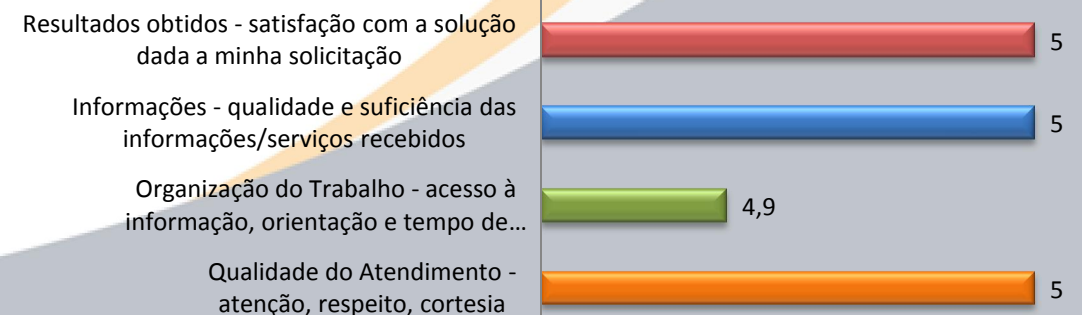 Resultados obtidos - satisfação com a solução
dada a minha solicitação
5
Informações - qualidade e suficiência das
informações/serviços recebidos
5
Organização do Trabalho - acesso à
informação, orientação e tempo de...
4,9
Qualidade do Atendimento -
atenção, respeito, cortesia
5